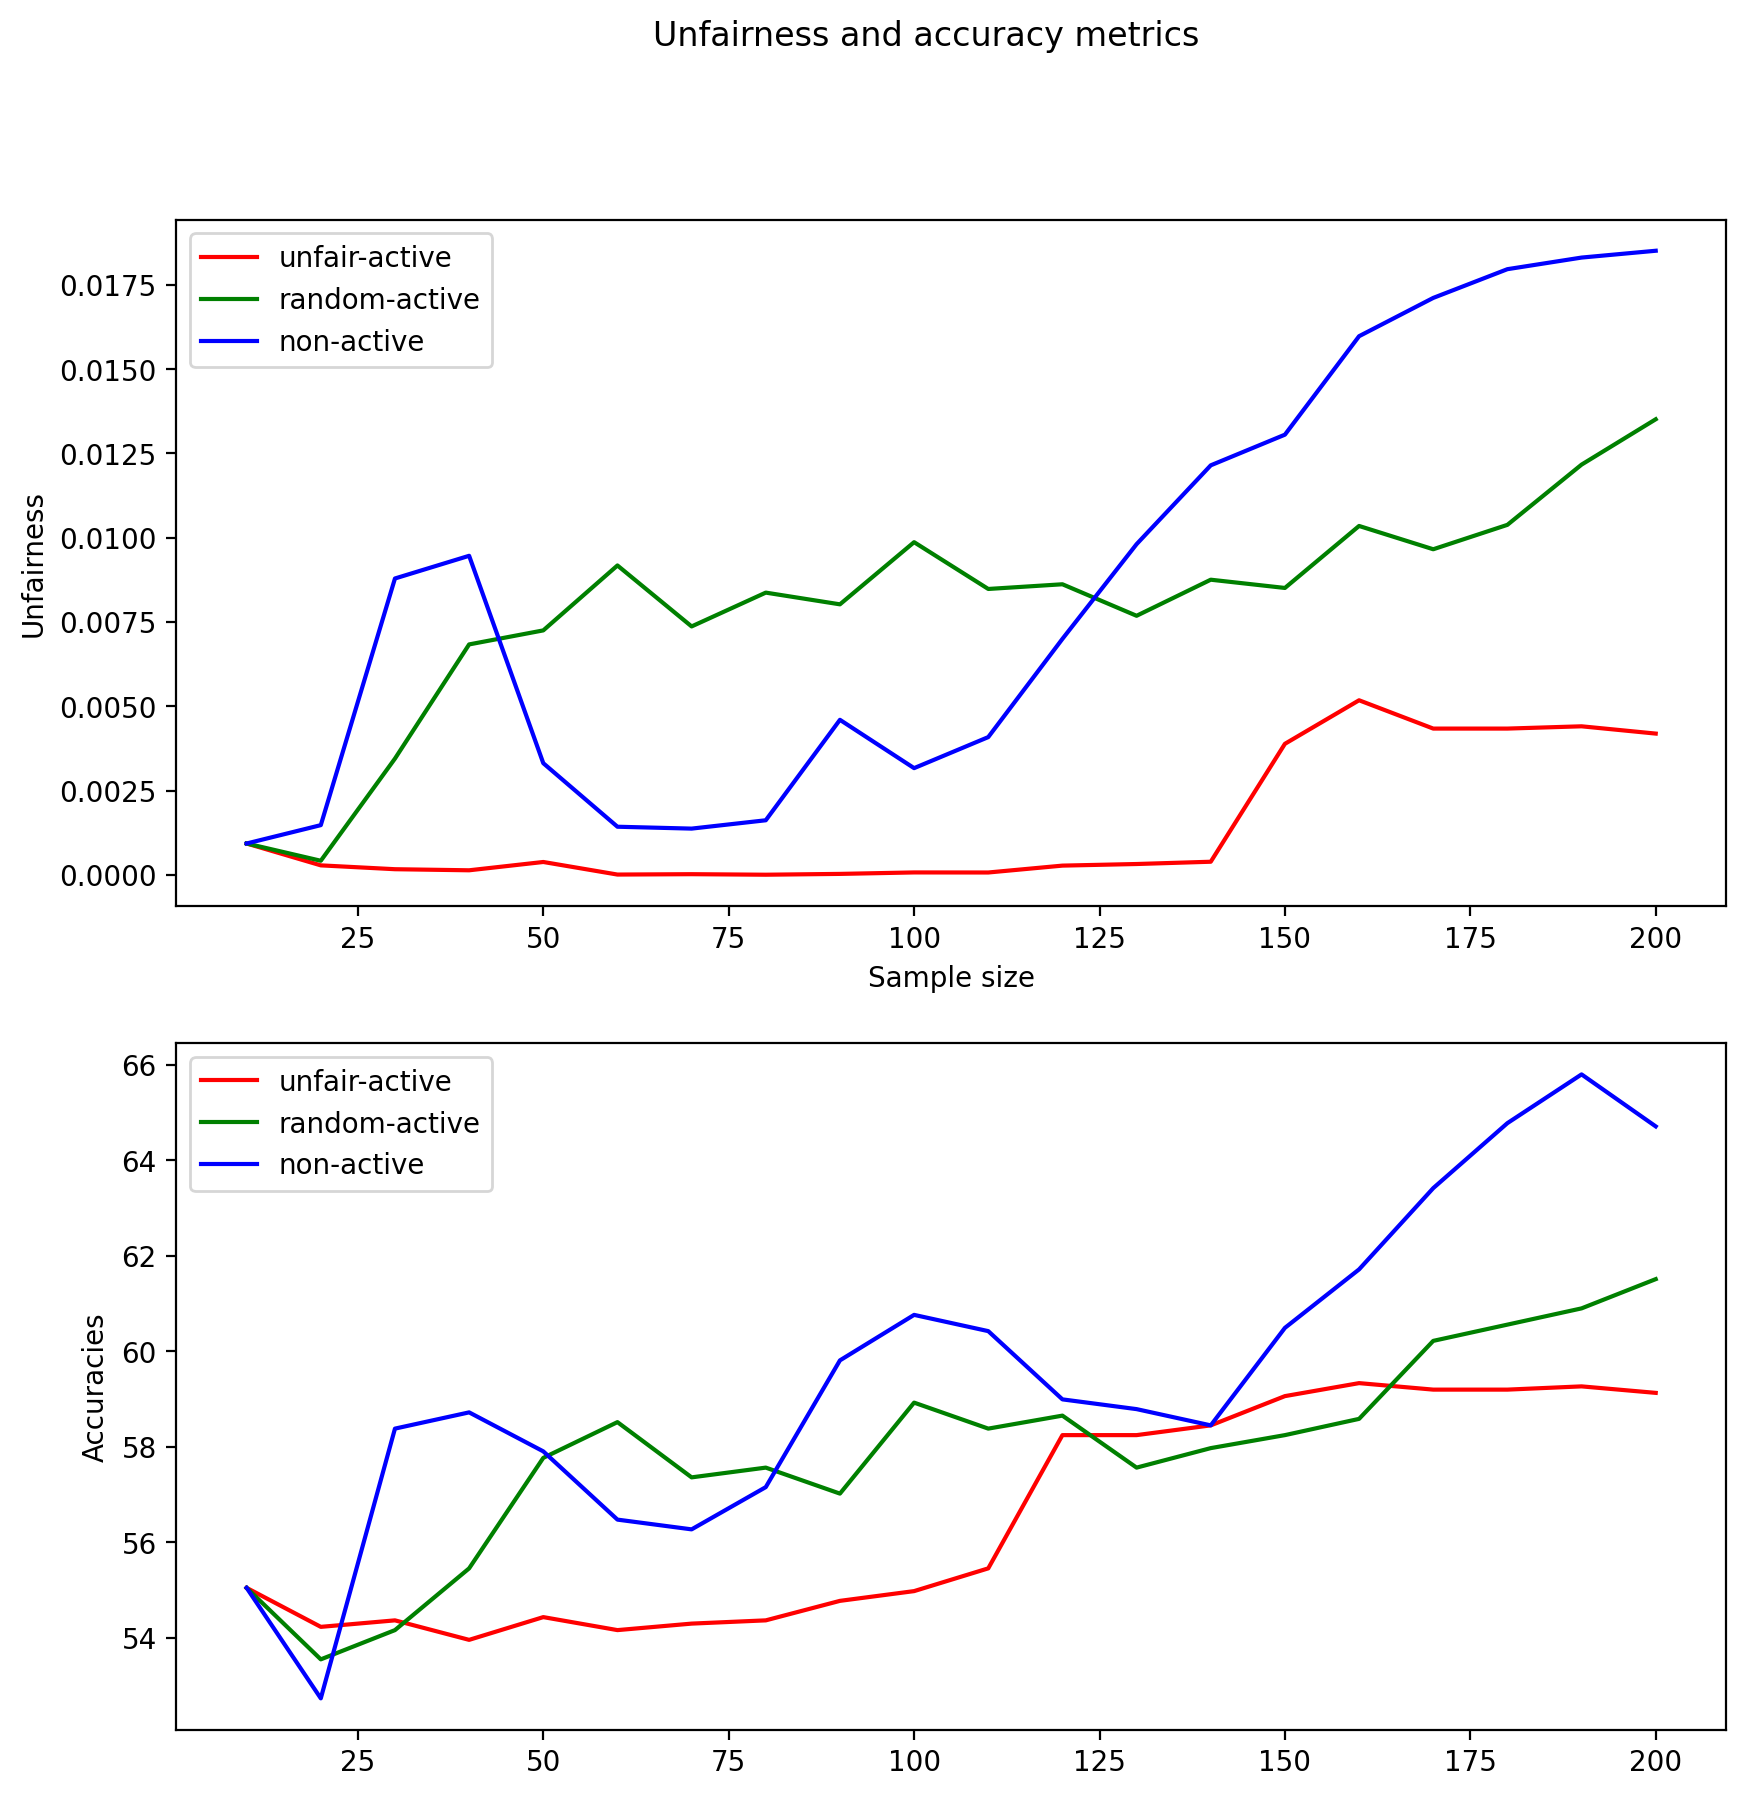 Unfairness and accuracy metrics
unfair-active
random-active
non-active
0.0175
0.0150
0.0125
0.0100
0.0075
0.0050
0.0025
0.0000
Unfairness
25 50 75 100 125 150 175 200
Sample size
unfair-active
random-active
non-active
66
64
62
60
58
56
54
Accuracies
25 50 75 100 125 150 175 200